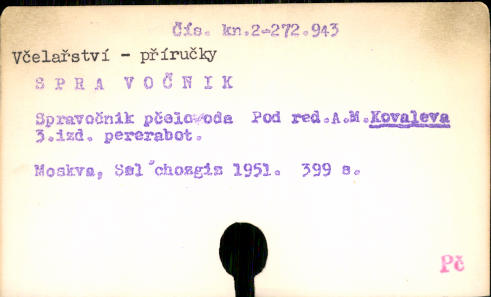 Čís. kn.2-272.943
Včelařství - příručky
S P R A V O Č N I K
Spravočnik pčelovoda Pod red.A.M.Kovaleva
3.izd. pererabot.
Moskva, Sel´chozgiz 1951. 399 s.
Pč